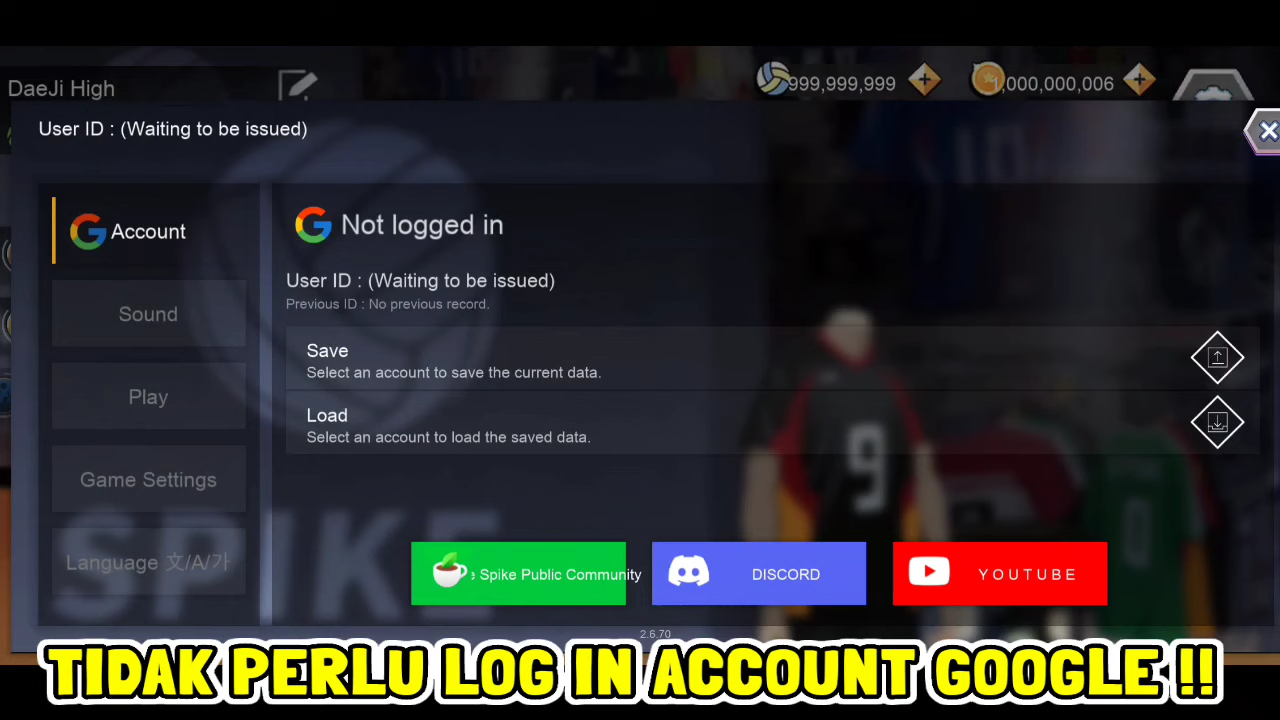 DaeJi High
999,999,999
1,000,000,006
User ID : (Waiting to be issued)
Account
Sound
Play
Game Settings
Language 文/A/가
Not logged in
User ID : (Waiting to be issued)
Previous ID : No previous record.
Save
Select an account to save the current data.
Load
Select an account to load the saved data.
SPIKE
Spike Public Community
DISCORD
YOUTUBE
9
2.6.70
TIDAK PERLU LOG IN ACCOUNT GOOGLE !!